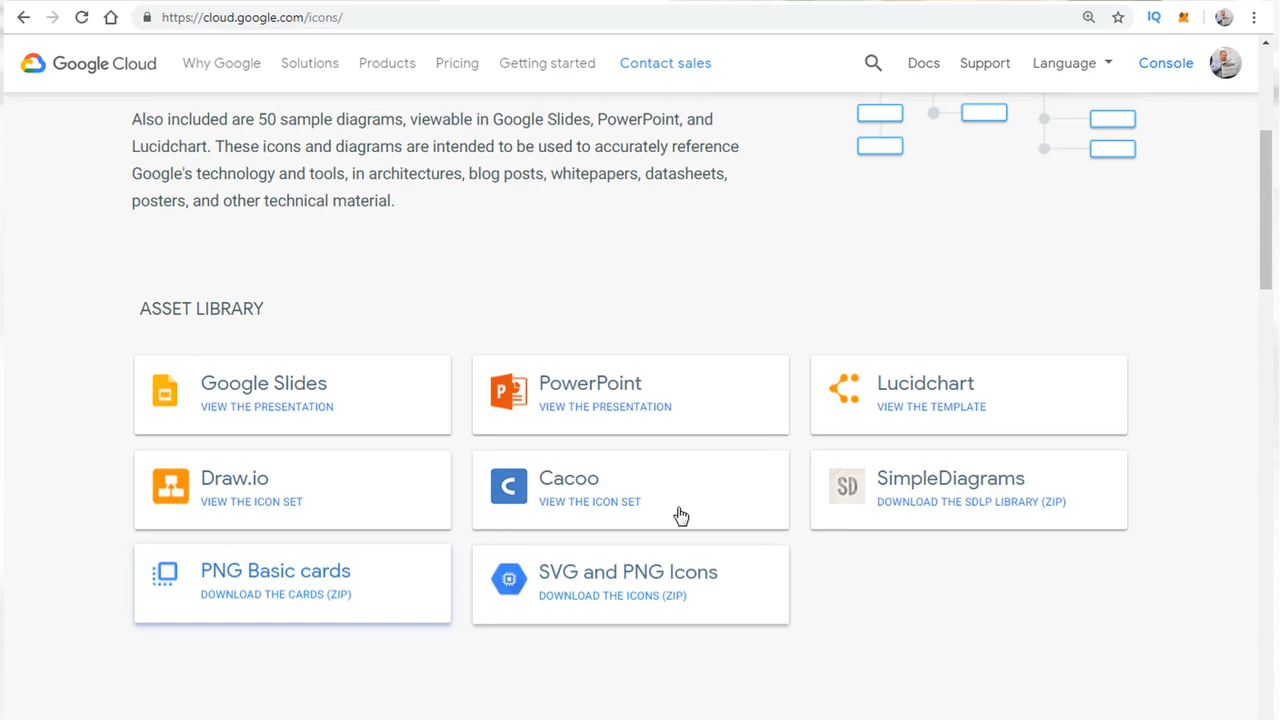 https://cloud.google.com/icons/
IQ
Google Cloud Why Google Solutions Products Pricing Getting started Contact sales Docs Support Language Console
Also included are 50 sample diagrams, viewable in Google Slides, PowerPoint, and
Lucidchart. These icons and diagrams are intended to be used to accurately reference
Google's technology and tools, in architectures, blog posts, whitepapers, datasheets,
posters, and other technical material.
ASSET LIBRARY
Google Slides
VIEW THE PRESENTATION
P
PowerPoint
VIEW THE PRESENTATION
Lucidchart
VIEW THE TEMPLATE
Draw.io
VIEW THE ICON SET
C
Cacoo
VIEW THE ICON SET
SD
SimpleDiagrams
DOWNLOAD THE SDLP LIBRARY (ZIP)
PNG Basic cards
DOWNLOAD THE CARDS (ZIP)
SVG and PNG Icons
DOWNLOAD THE ICONS (ZIP)